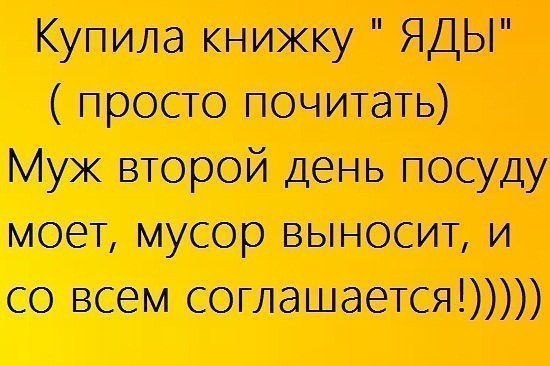 Купила книжку " ЯДЫ"
( просто почитать)
Муж второй день посуду
моет, мусор выносит, и
со всем соглашается!)))))